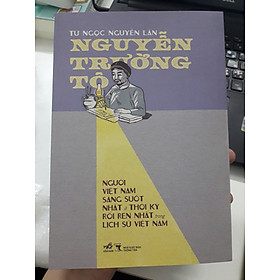 TỪ NGỌC NGUYỄN LÂN
NGUYỄN
TRƯỜNG
TỘ
NGƯỜI
VIỆT NAM
SÁNG SUỐT
NHẤT ở THỜI KỲ
RỐI REN NHẤT trong
LỊCH SỬ VIỆT NAM